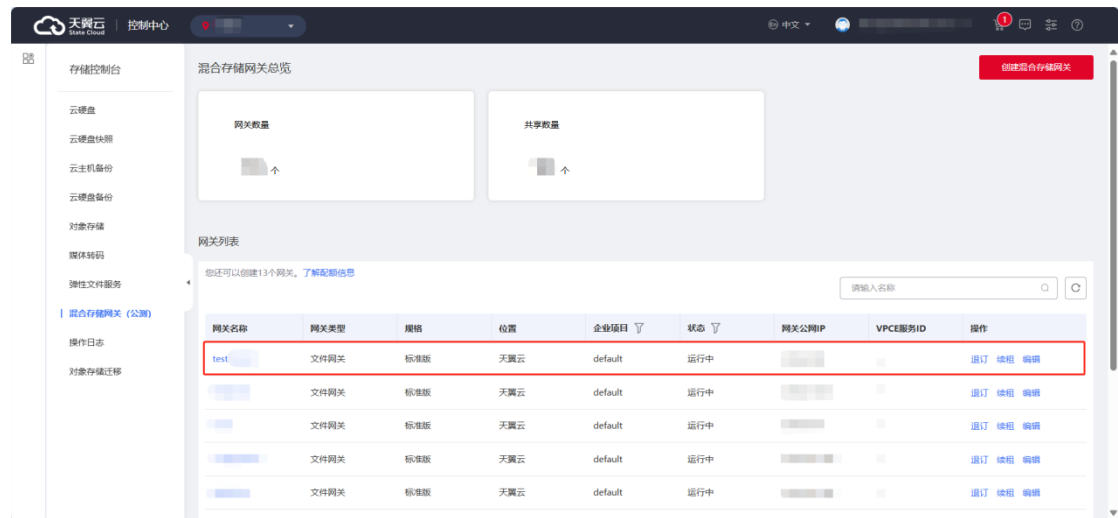 天翼云 控制中心 中文 1
State Cloud
存储控制台
云硬盘
云硬盘快照
云主机备份
云硬盘备份
对象存储
媒体转码
弹性文件服务
混合存储网关（公测）
操作日志
对象存储迁移
混合存储网关总览 创建混合存储网关
网关数量 共享数量
个 个
网关列表
您还可以创建13个网关。了解配额信息
请输入名称
网关名称 网关类型 规格 位置 企业项目 状态 网关公网IP VPCE服务ID 操作
test 文件网关 标准版 天翼云 default 运行中 退订 续租 编辑
文件网关 标准版 天翼云 default 运行中 退订 续租 编辑
文件网关 标准版 天翼云 default 运行中 退订 续租 编辑
文件网关 标准版 天翼云 default 运行中 退订 续租 编辑
文件网关 标准版 天翼云 default 运行中 退订 续租 编辑